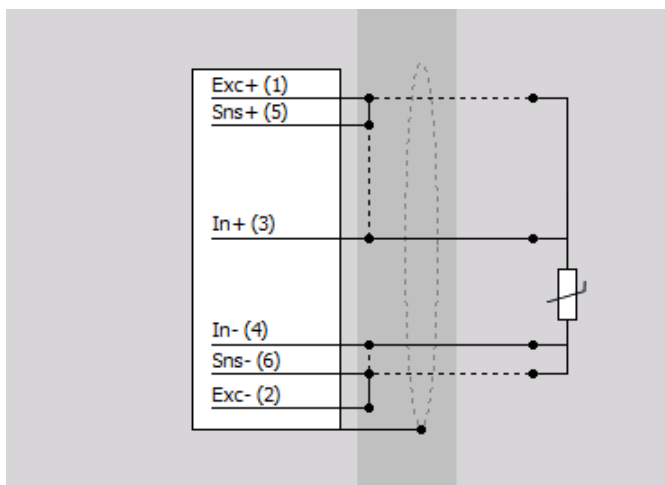 Exc+ (1)
Sns+ (5)
In+ (3)
In- (4)
Sns- (6)
Exc- (2)